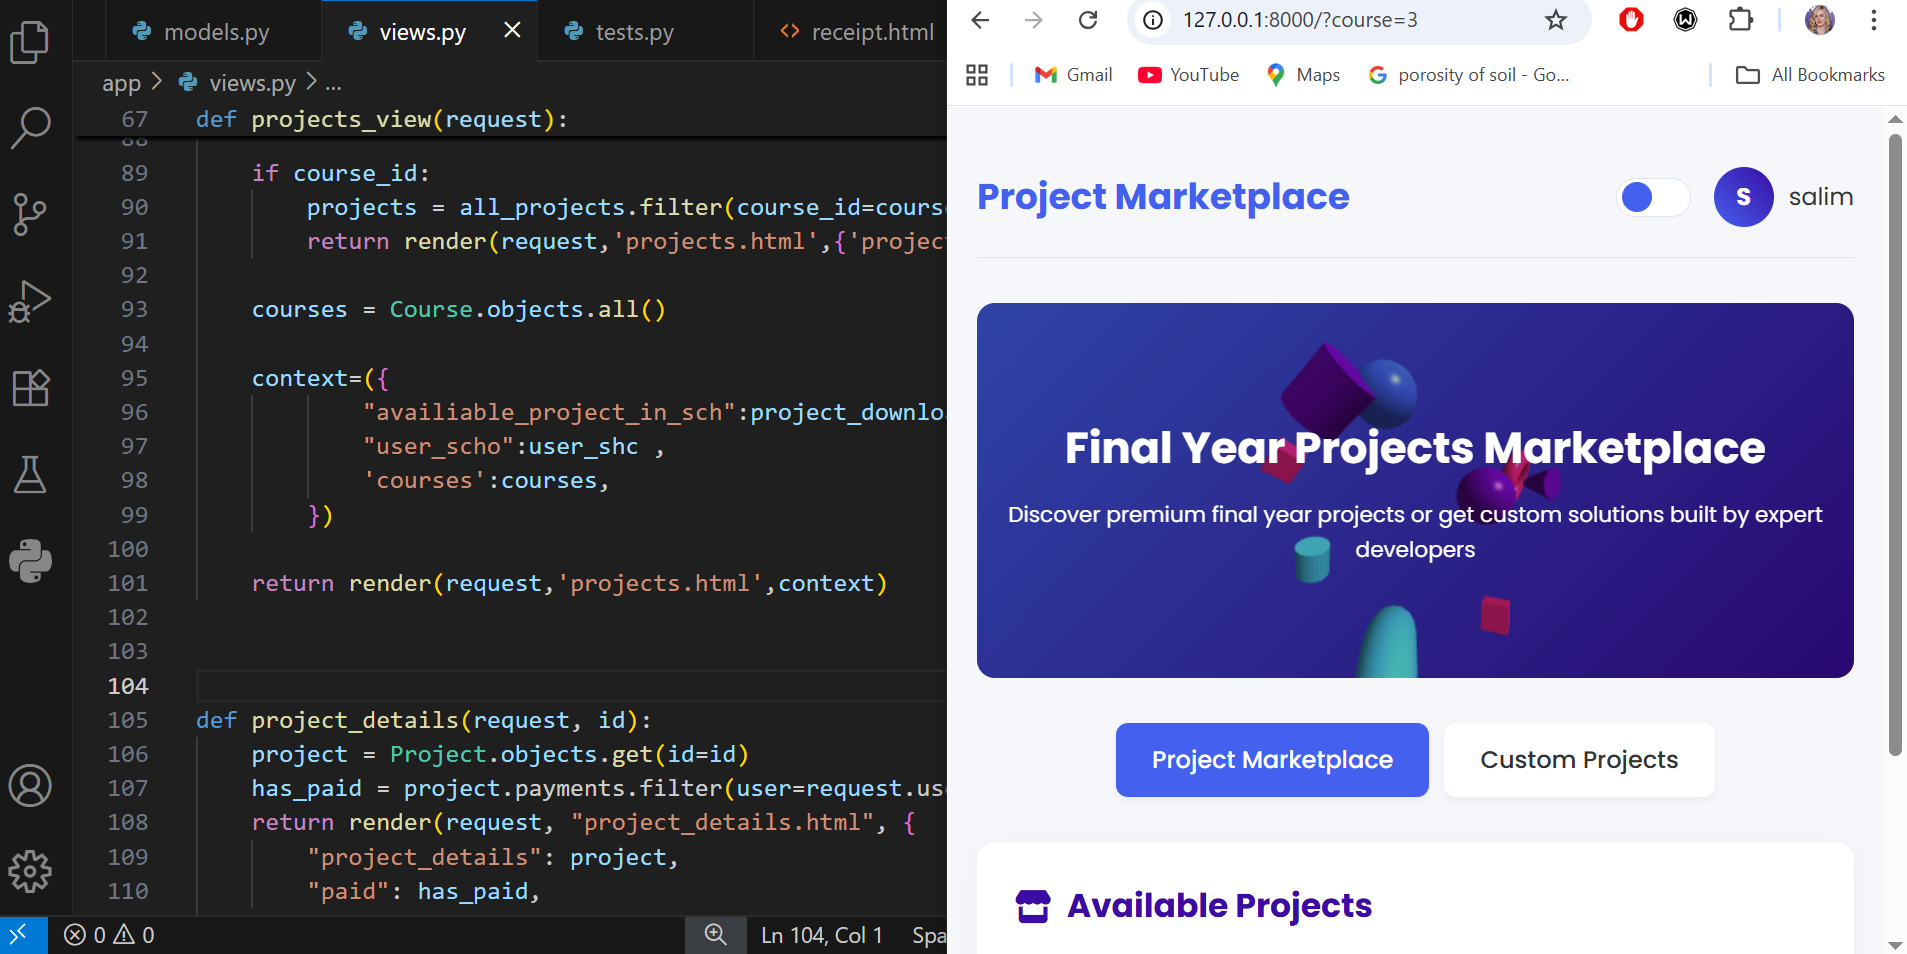 models.py
views.py
tests.py
receipt.html
app > views.py > ...
67 def projects_view(request):
88
89 if course_id:
90 projects = all_projects.filter(course_id=cours
91 return render(request,'projects.html',{'projec
92
93 courses = Course.objects.all()
94
95 context=({
96 "availiable_project_in_sch":project_downlo
97 "user_scho":user_shc ,
98 'courses':courses,
99 })
100
101 return render(request,'projects.html',context)
102
103
104
105 def project_details(request, id):
106 project = Project.objects.get(id=id)
107 has_paid = project.payments.filter(user=request.us
108 return render(request, "project_details.html", {
109 "project_details": project,
110 "paid": has_paid,
0 0
Ln 104, Col 1
Spa
127.0.0.1:8000/?course=3
Gmail
YouTube
Maps
porosity of soil - Go...
All Bookmarks
Project Marketplace
S
salim
Final Year Projects Marketplace
Discover premium final year projects or get custom solutions built by expert
developers
Project Marketplace
Custom Projects
Available Projects